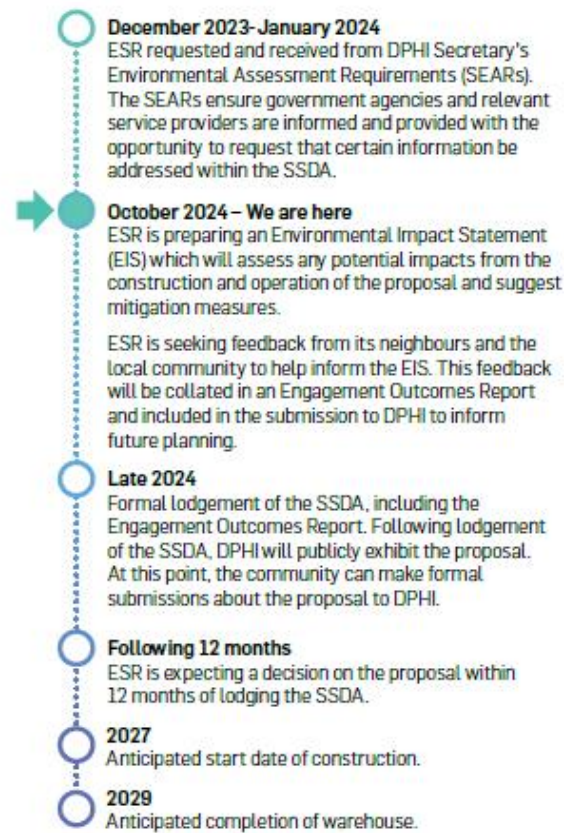 December 2023-January 2024
ESR requested and received from DPHI Secretary's
Environmental Assessment Requirements (SEARs).
The SEARs ensure government agencies and relevant
service providers are informed and provided with the
opportunity to request that certain information be
addressed within the SSDA.
October 2024 – We are here
ESR is preparing an Environmental Impact Statement
(EIS) which will assess any potential impacts from the
construction and operation of the proposal and suggest
mitigation measures.
ESR is seeking feedback from its neighbours and the
local community to help inform the EIS. This feedback
will be collated in an Engagement Outcomes Report
and included in the submission to DPHI to inform
future planning.
Late 2024
Formal lodgement of the SSDA, including the
Engagement Outcomes Report. Following lodgement
of the SSDA, DPHI will publicly exhibit the proposal.
At this point, the community can make formal
submissions about the proposal to DPHI.
Following 12 months
ESR is expecting a decision on the proposal within
12 months of lodging the SSDA.
2027
Anticipated start date of construction.
2029
Anticipated completion of warehouse.